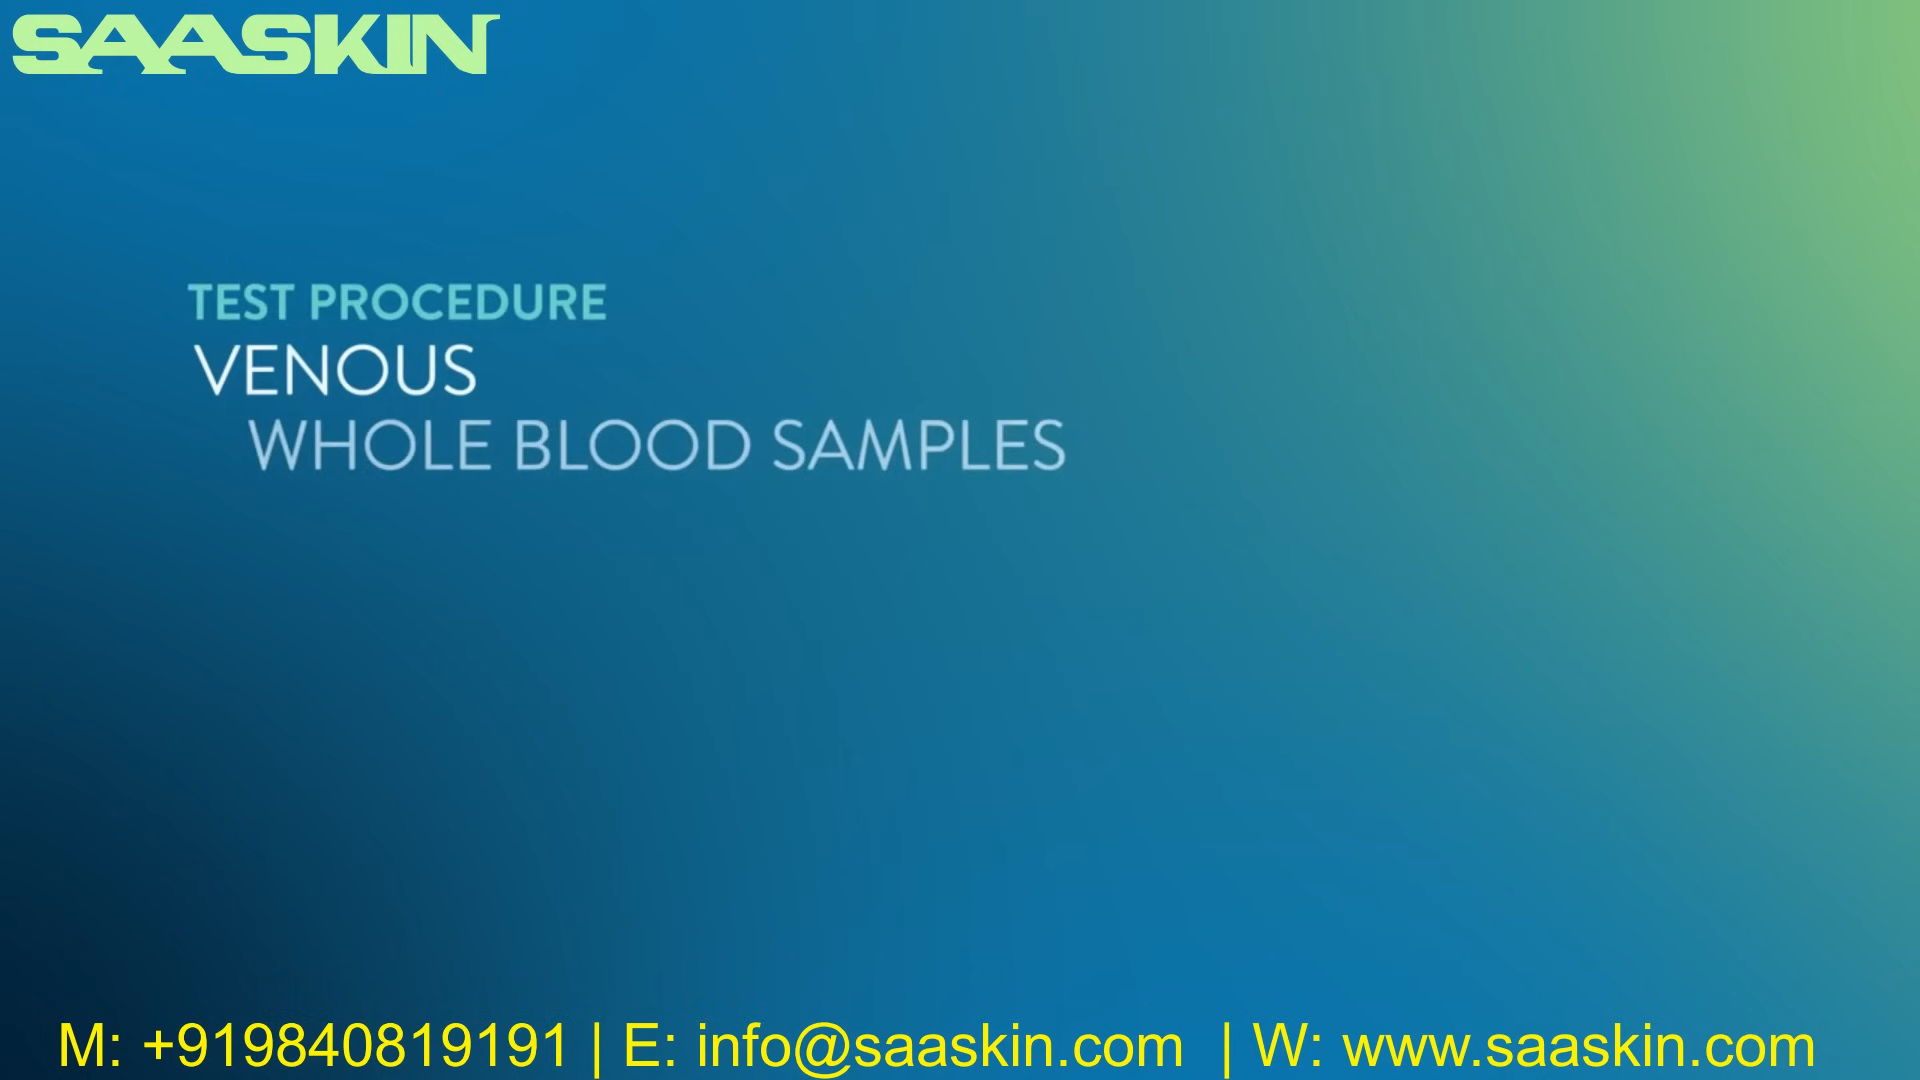 SAASKIN
TEST PROCEDURE
VENOUS
WHOLE BLOOD SAMPLES
M: +919840819191 | E: info@saaskin.com | W: www.saaskin.com